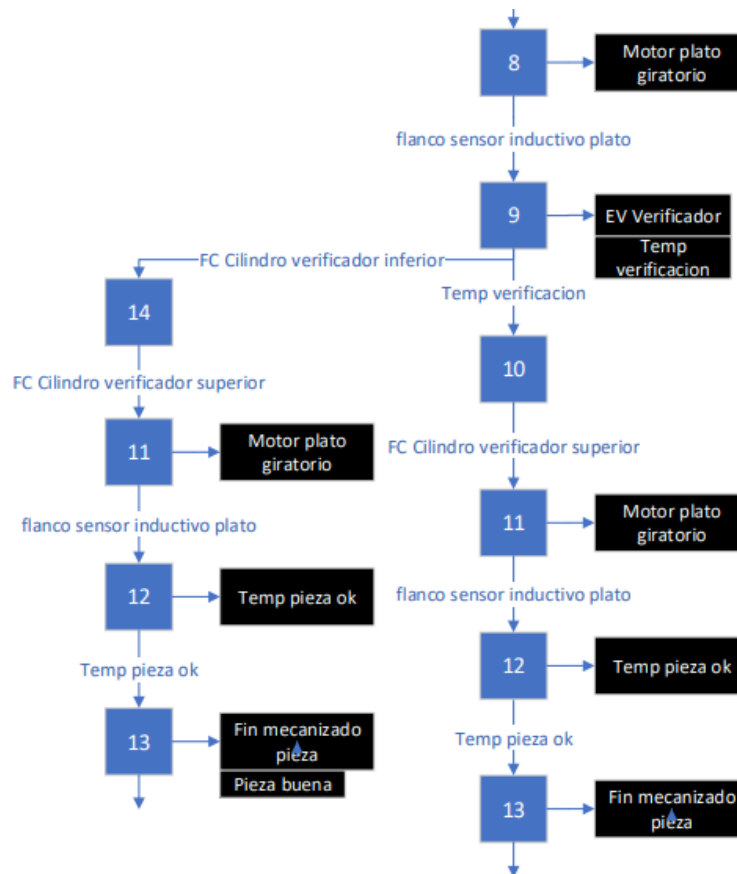 8
Motor plato
giratorio
flanco sensor inductivo plato
9
EV Verificador
Temp
verificacion
FC Cilindro verificador inferior
Temp verificacion
14
10
FC Cilindro verificador superior
11
Motor plato
giratorio
FC Cilindro verificador superior
11
Motor plato
giratorio
flanco sensor inductivo plato
12
Temp pieza ok
flanco sensor inductivo plato
12
Temp pieza ok
Temp pieza ok
13
Fin mecanizado
pieza
Pieza buena
Temp pieza ok
13
Fin mecanizado
pieza